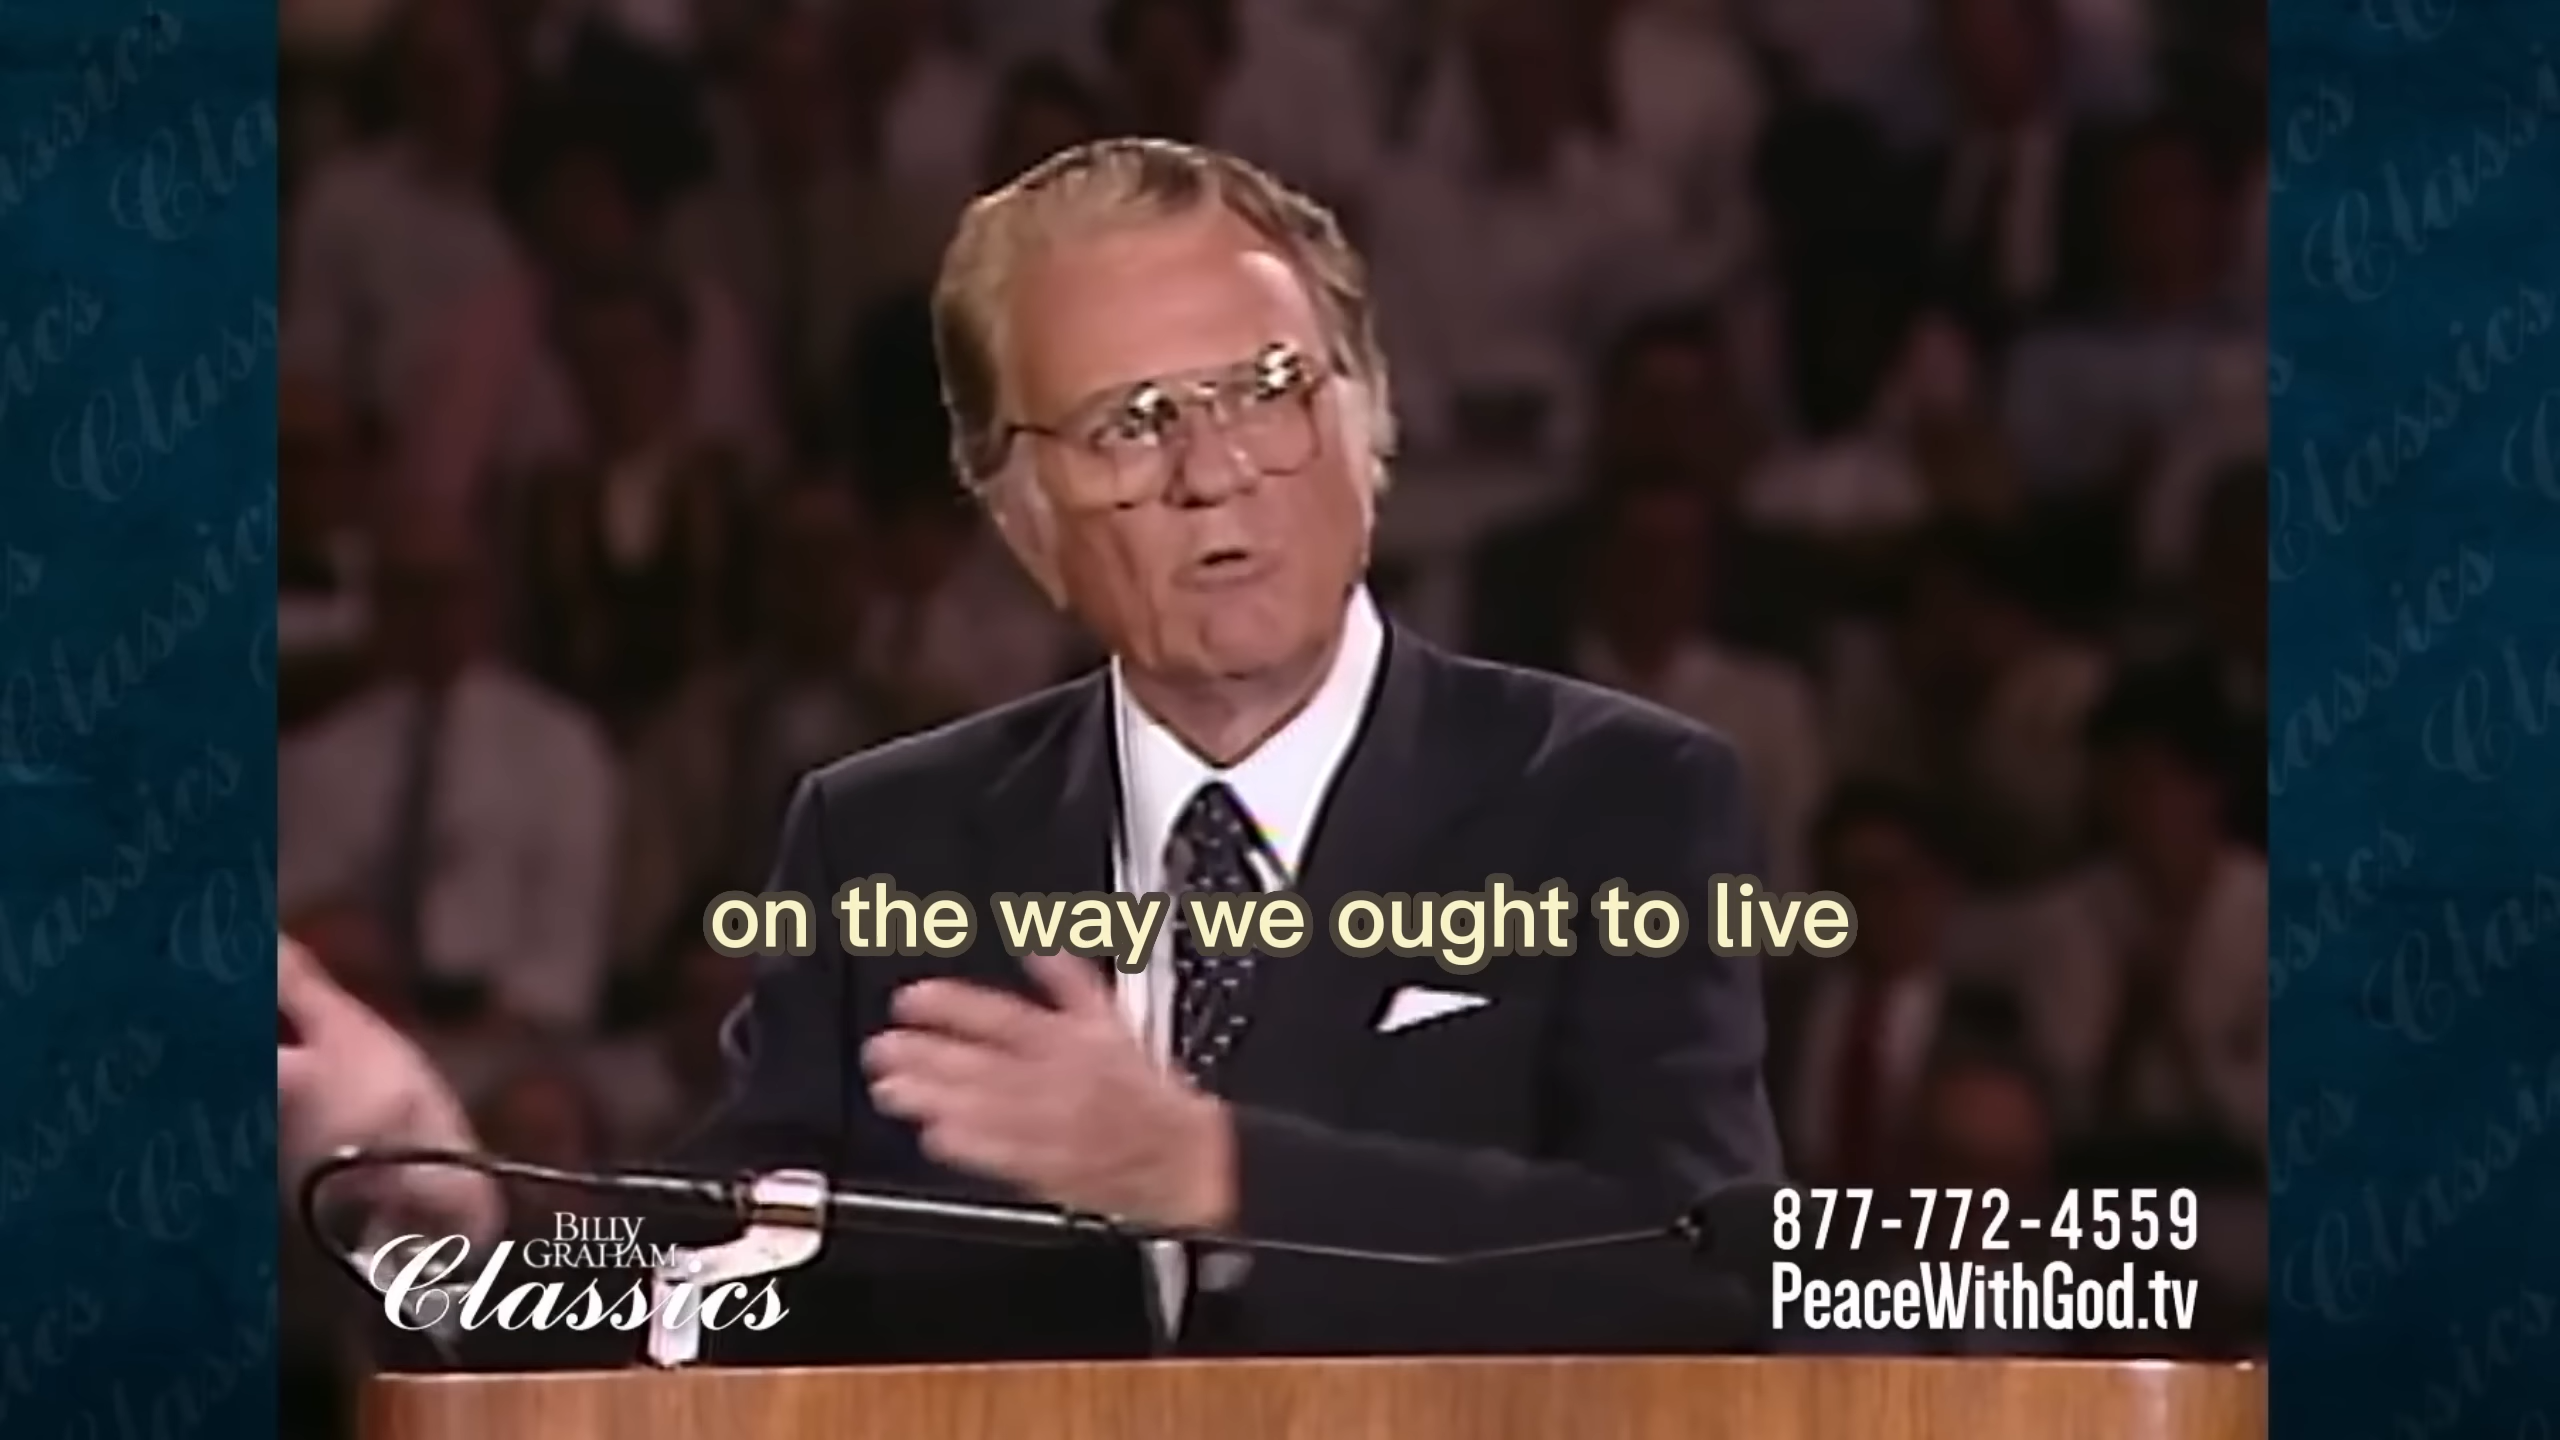 on the way we ought to live
BILLY
GRAHAM
Classics
877-772-4559
PeaceWithGod.tv